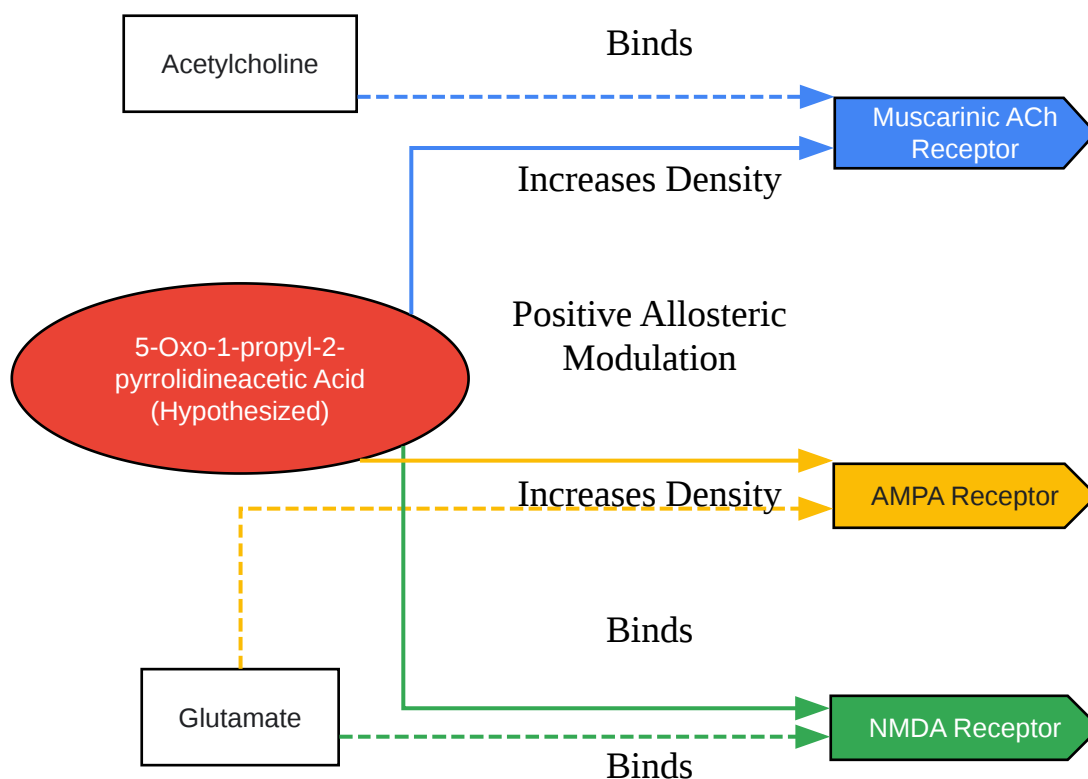 Binds
Acetylcholine
Muscarinic ACh
Receptor
Increases Density
Positive Allosteric
Modulation
5-Oxo-1-propyl-2-
pyrrolidineacetic Acid
(Hypothesized)
Increases Density
AMPA Receptor
Binds
Glutamate
NMDA Receptor
Binds